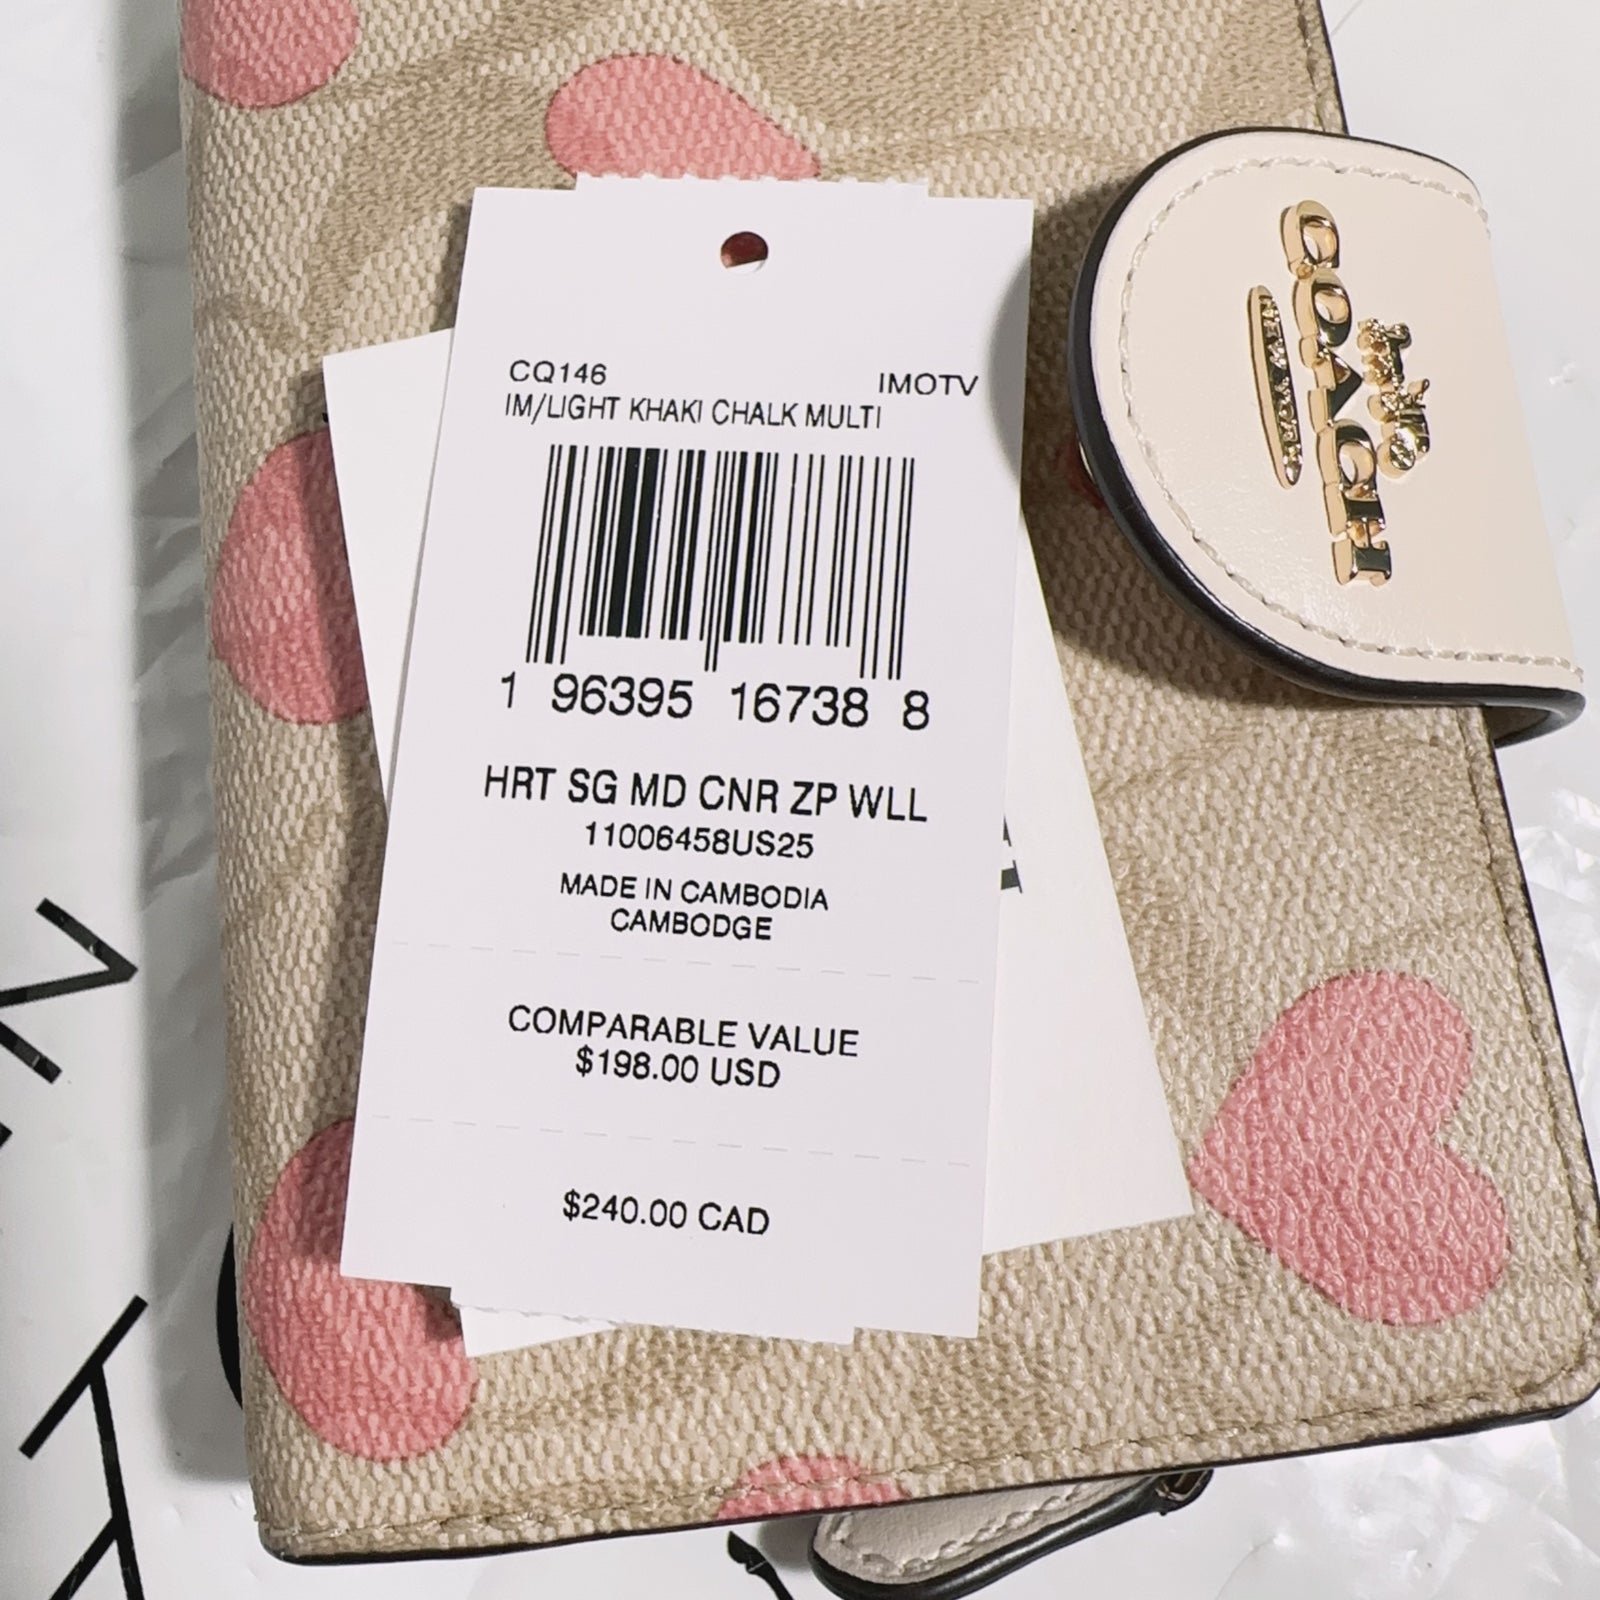 CQ146 IMOTV
IM/LIGHT KHAKI CHALK MULTI
1 96395 16738 8
HRT SG MD CNR ZP WLL
11006458US25
MADE IN CAMBODIA
CAMBODGE
COMPARABLE VALUE
$198.00 USD
$240.00 CAD
COACH
NEW YORK